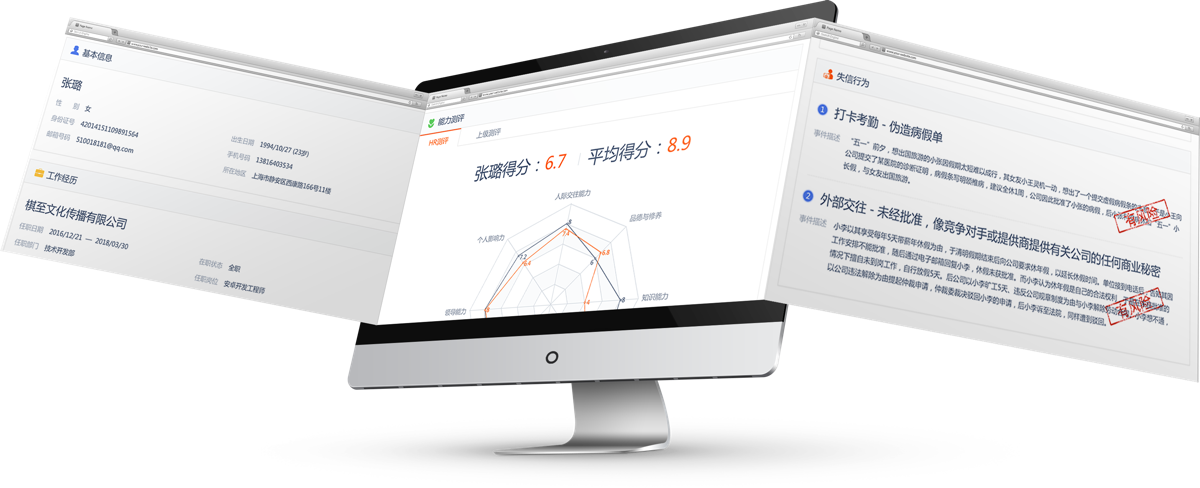 基本信息
张璐
性 别 女
身份证号 42014151109891564
邮箱号码 510018181@qq.com
出生日期 1994/10/27 (23岁)
手机号码 13816403534
所在地区 上海市静安区西康路166号11楼
工作经历
棋至文化传播有限公司
任职日期 2016/12/21 — 2018/03/30
任职部门 技术开发部
在职状态 全职
任职岗位 安卓开发工程师
能力测评
HR测评
上级测评
张璐得分：6.7 平均得分：8.9
人际交往能力
品德与修养
个人影响力
知识能力
领导能力
8
7.4
7.2
6.4
6.8
6
4
8
失信行为
1 打卡考勤 - 伪造病假单
事件描述
“五一”前夕，想出国旅游的小张因假期太短难以成行，其女友小王灵机一动，想出了一个提交虚假病假条的
公司提交了某医院的诊断证明，病假条写明颈椎病，建议全休1周，公司因此批准了小张的病假，后
长假，与女友出国旅游。
有风险
2 外部交往 - 未经批准，像竞争对手或提供商提供有关公司的任何商业秘密
事件描述
小李以其享受每年5天带薪年休假为由，于清明假期结束后向公司要求休年假，以延长休假时间。单位接到电话后，告知其因
工作安排不能批准，随后通过电子邮箱回复小李，休假未获批准。而小李认为休年假是自己的合法权利，
情况下擅自未到岗工作，自行放假5天。后公司以小李旷工5天、违反公司规章制度为由与小李解除劳动
以公司违法解除为由提起仲裁申请，仲裁委裁决驳回小李的申请，后小李诉至法院，同样遭到驳回。
有风险